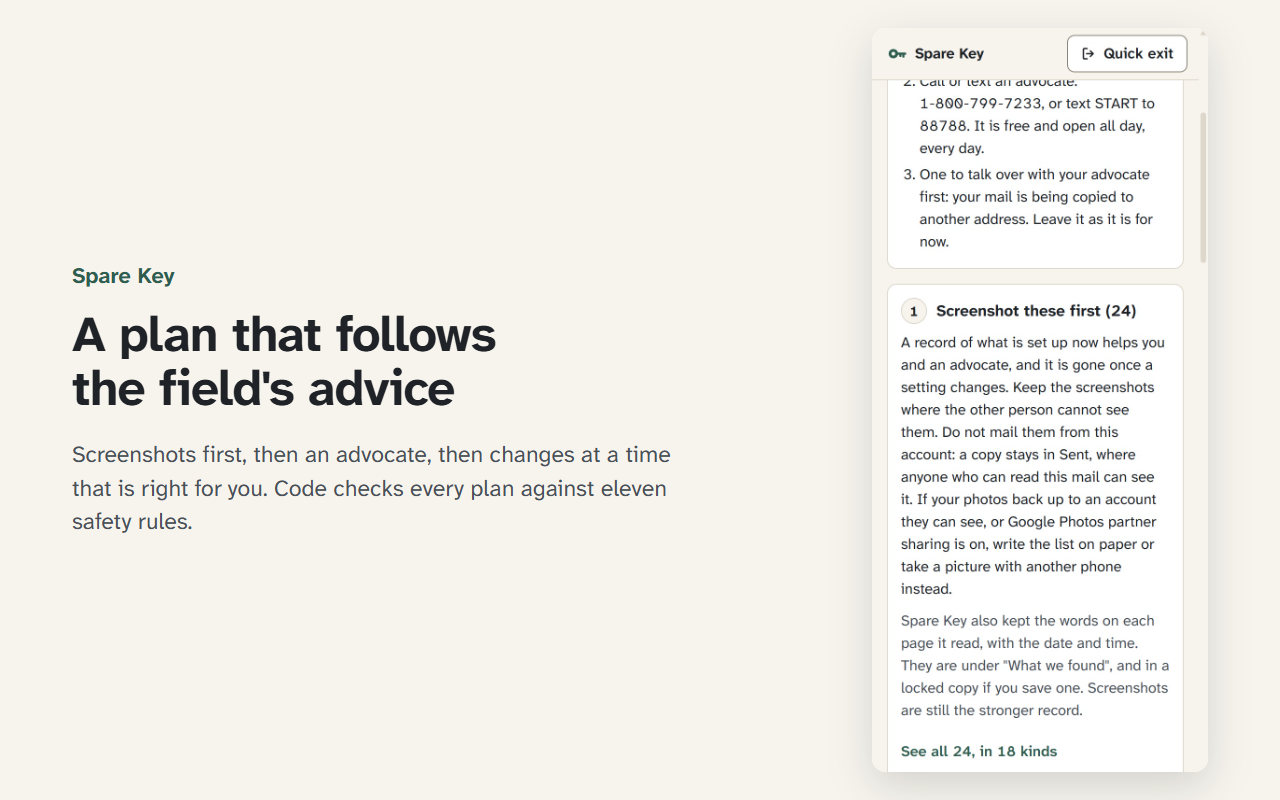 Spare Key
A plan that follows
the field's advice
Screenshots first, then an advocate, then changes at a time
that is right for you. Code checks every plan against eleven
safety rules.
Spare Key
Quick exit
2. Call or text an advocate.
1-800-799-7233, or text START to
88788. It is free and open all day,
every day.
3. One to talk over with your advocate
first: your mail is being copied to
another address. Leave it as it is for
now.
1 Screenshot these first (24)
A record of what is set up now helps you
and an advocate, and it is gone once a
setting changes. Keep the screenshots
where the other person cannot see
them. Do not mail them from this
account: a copy stays in Sent, where
anyone who can read this mail can see
it. If your photos back up to an account
they can see, or Google Photos partner
sharing is on, write the list on paper or
take a picture with another phone
instead.
Spare Key also kept the words on each
page it read, with the date and time.
They are under "What we found", and in a
locked copy if you save one. Screenshots
are still the stronger record.
See all 24, in 18 kinds